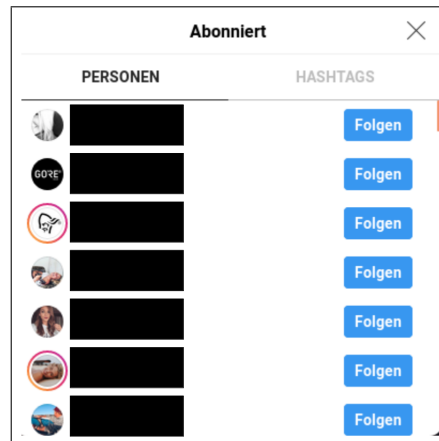 Abonniert
PERSONEN HASHTAGS
Folgen
GORE Folgen
Folgen
Folgen
Folgen
Folgen
Folgen